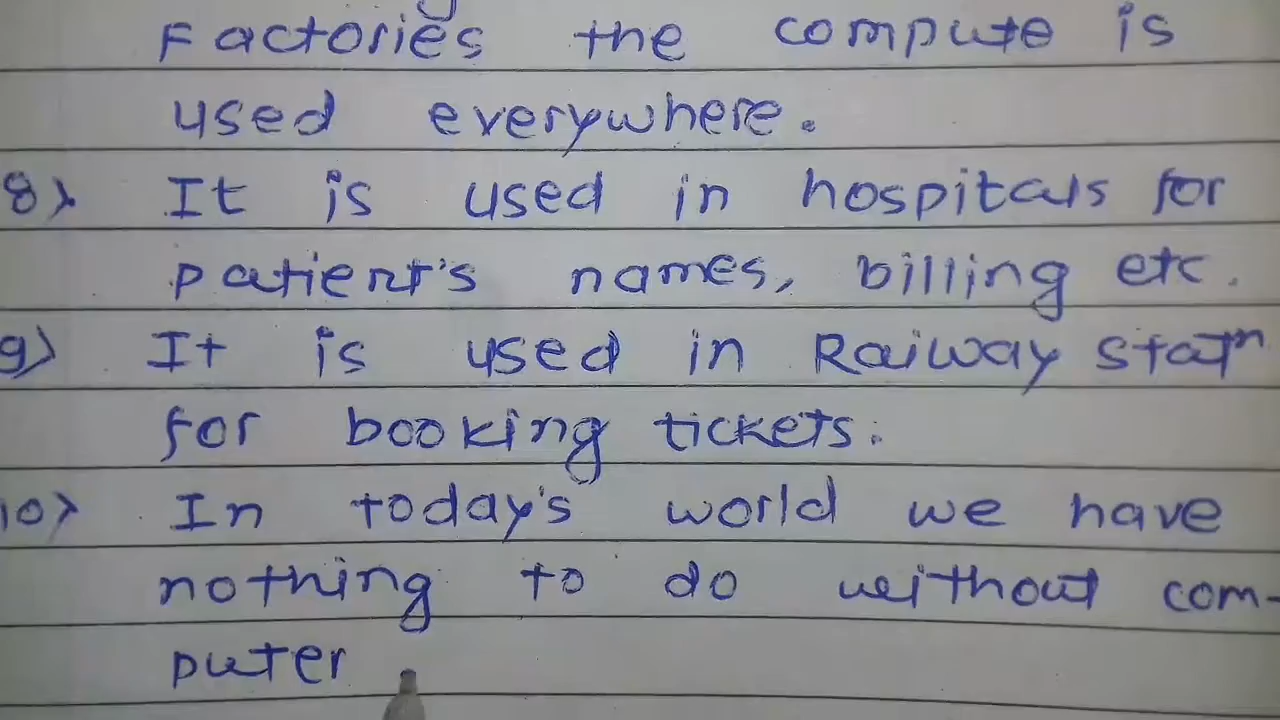 Factories the compute is
used everywhere.
8) It is used in hospitals for
patient's names, billing etc.
9) It is used in Raiway statn
for booking tickets.
10) In today's world we have
nothing to do without com-
puter.